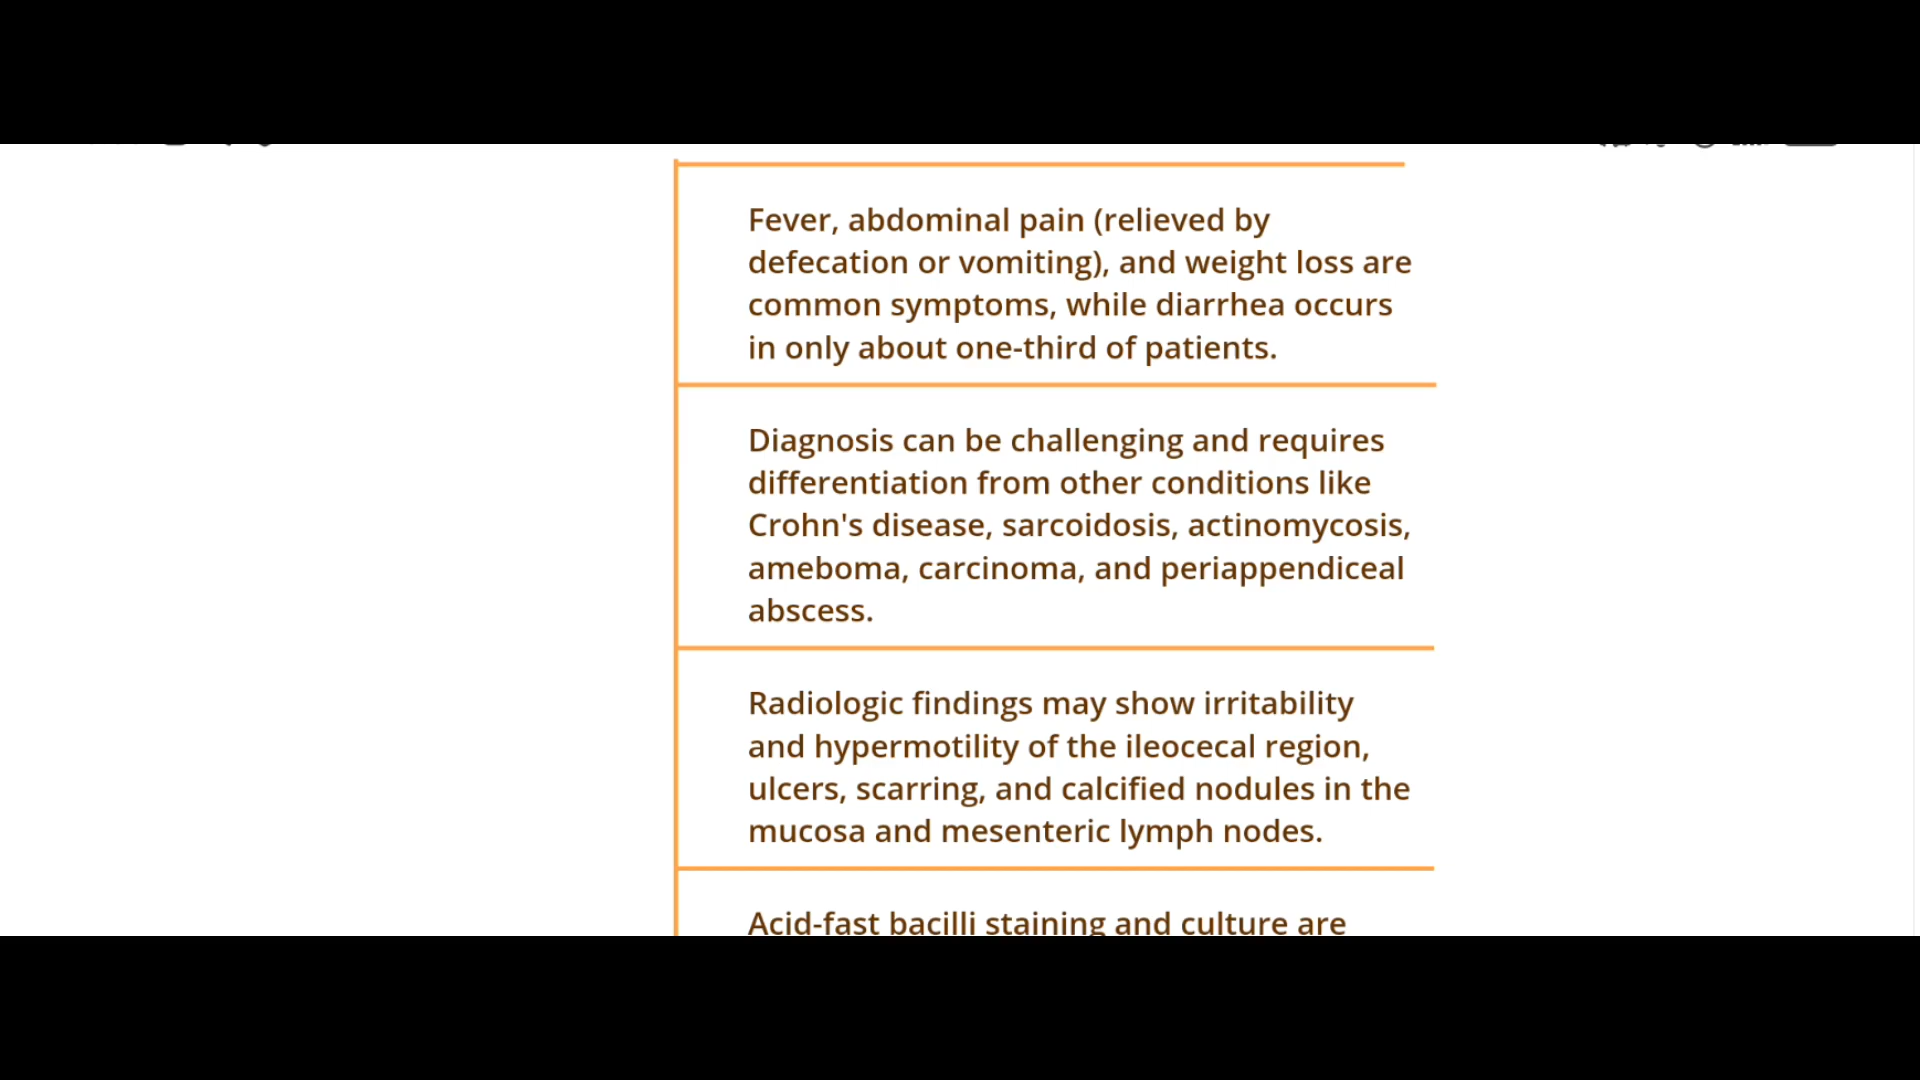 Fever, abdominal pain (relieved by
defecation or vomiting), and weight loss are
common symptoms, while diarrhea occurs
in only about one-third of patients.
Diagnosis can be challenging and requires
differentiation from other conditions like
Crohn's disease, sarcoidosis, actinomycosis,
ameboma, carcinoma, and periappendiceal
abscess.
Radiologic findings may show irritability
and hypermotility of the ileocecal region,
ulcers, scarring, and calcified nodules in the
mucosa and mesenteric lymph nodes.
Acid-fast bacilli staining and culture are